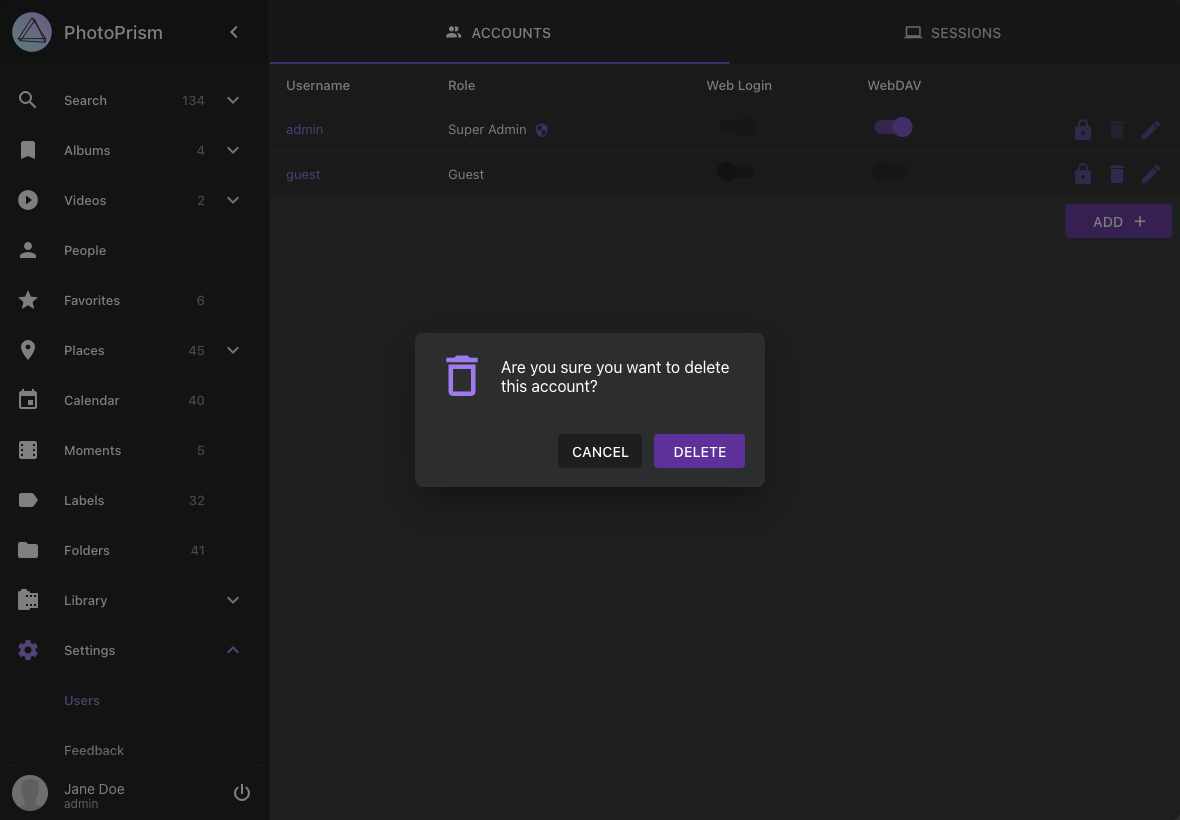 PhotoPrism
Search 134
Albums 4
Videos 2
People
Favorites 6
Places 45
Calendar 40
Moments 5
Labels 32
Folders 41
Library
Settings
Users
Feedback
Jane Doe
admin
ACCOUNTS SESSIONS
Username Role Web Login WebDAV
admin Super Admin
guest Guest
ADD +
Are you sure you want to delete
this account?
CANCEL DELETE